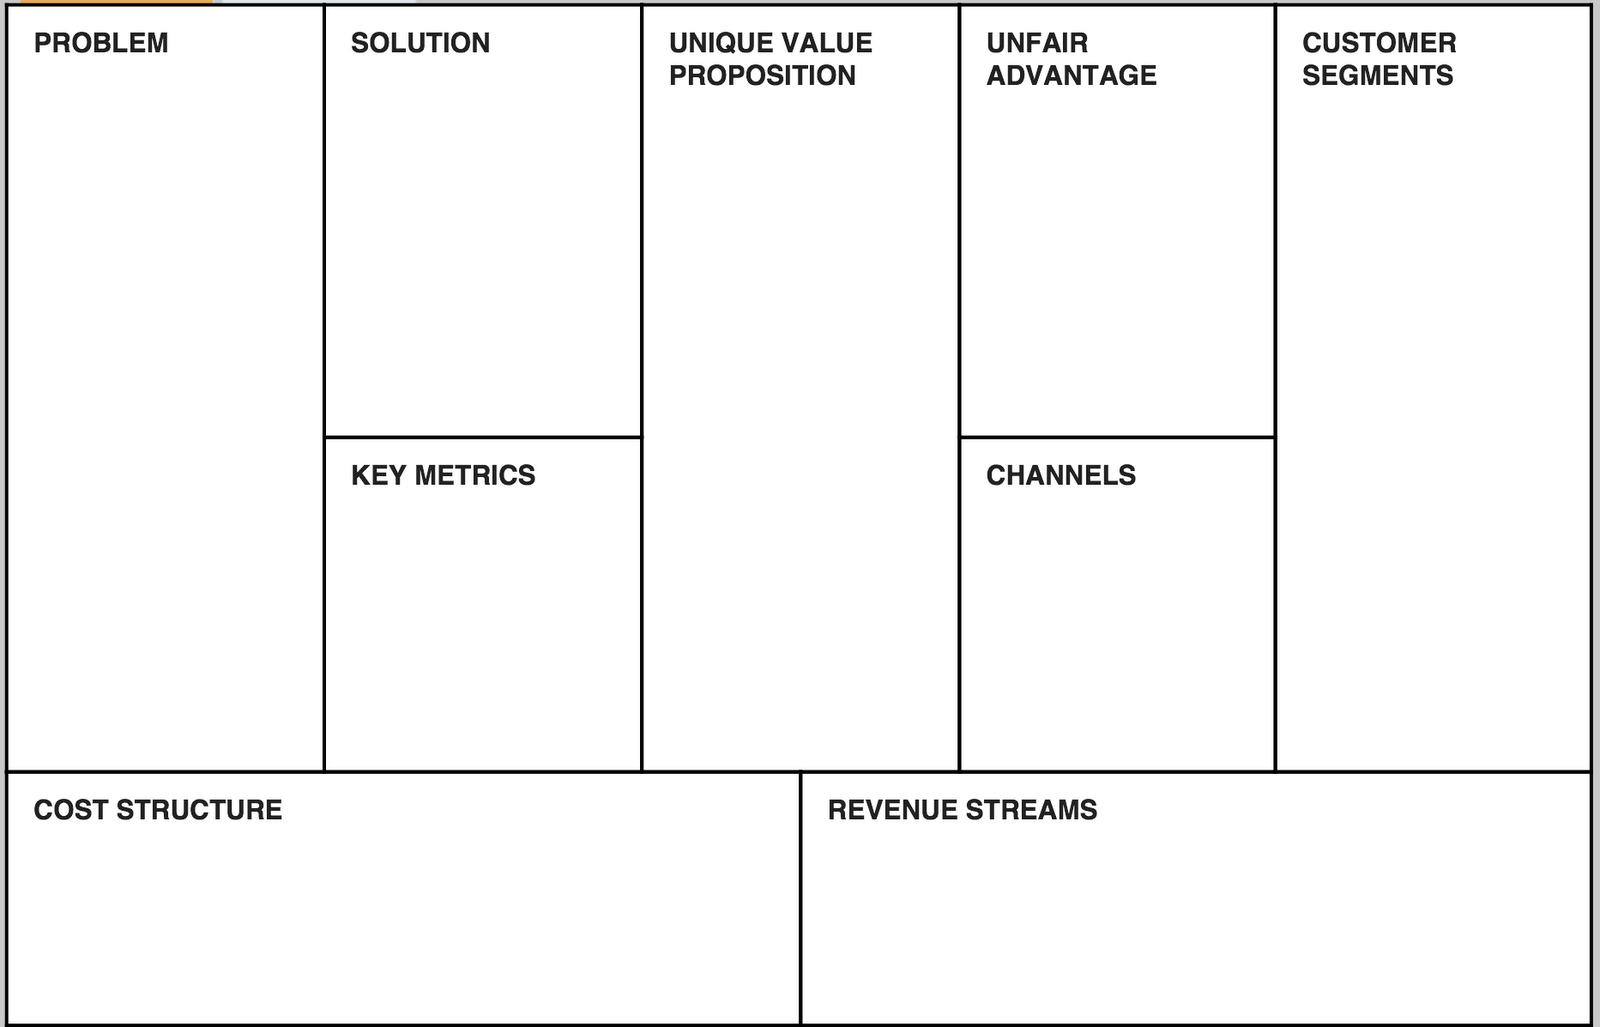 PROBLEM
SOLUTION
UNIQUE VALUE
PROPOSITION
UNFAIR
ADVANTAGE
CUSTOMER
SEGMENTS
KEY METRICS
CHANNELS
COST STRUCTURE
REVENUE STREAMS